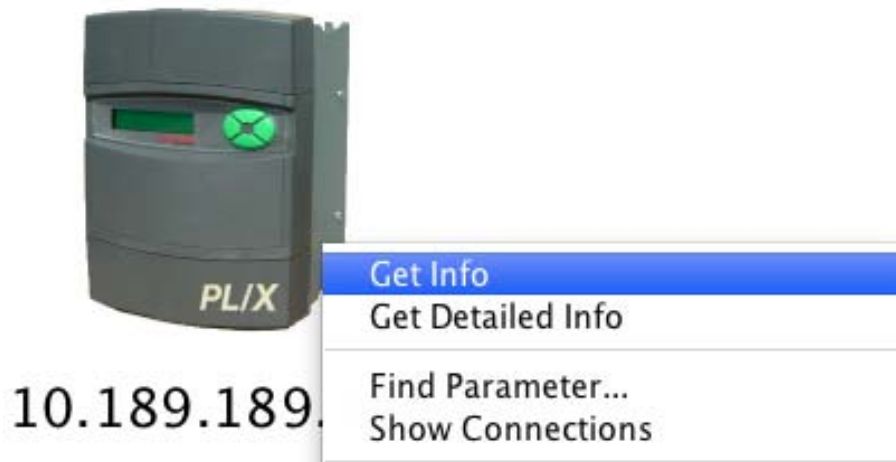 PL/X
Get Info
Get Detailed Info
Find Parameter...
Show Connections
10.189.189.